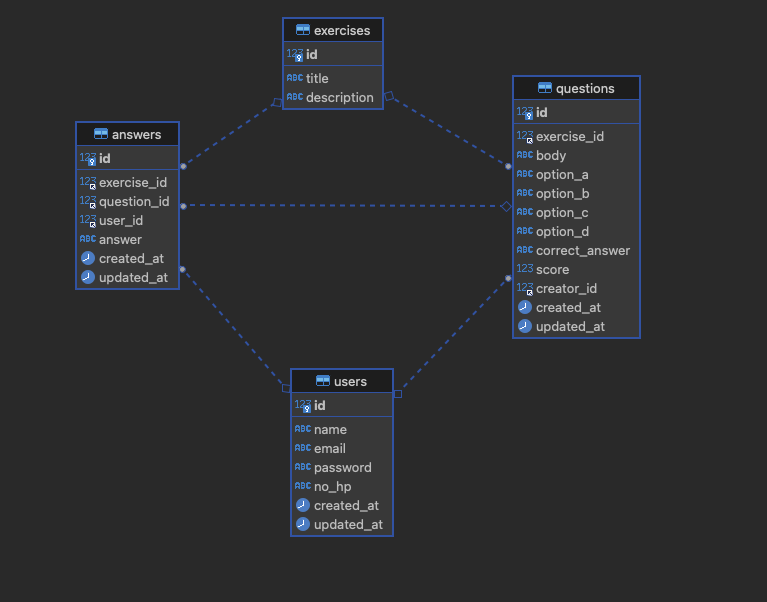 exercises
123 id
ABC title
ABC description
answers
123 id
123 exercise_id
123 question_id
123 user_id
ABC answer
created_at
updated_at
questions
123 id
123 exercise_id
ABC body
ABC option_a
ABC option_b
ABC option_c
ABC option_d
ABC correct_answer
123 score
123 creator_id
created_at
updated_at
users
123 id
ABC name
ABC email
ABC password
ABC no_hp
created_at
updated_at